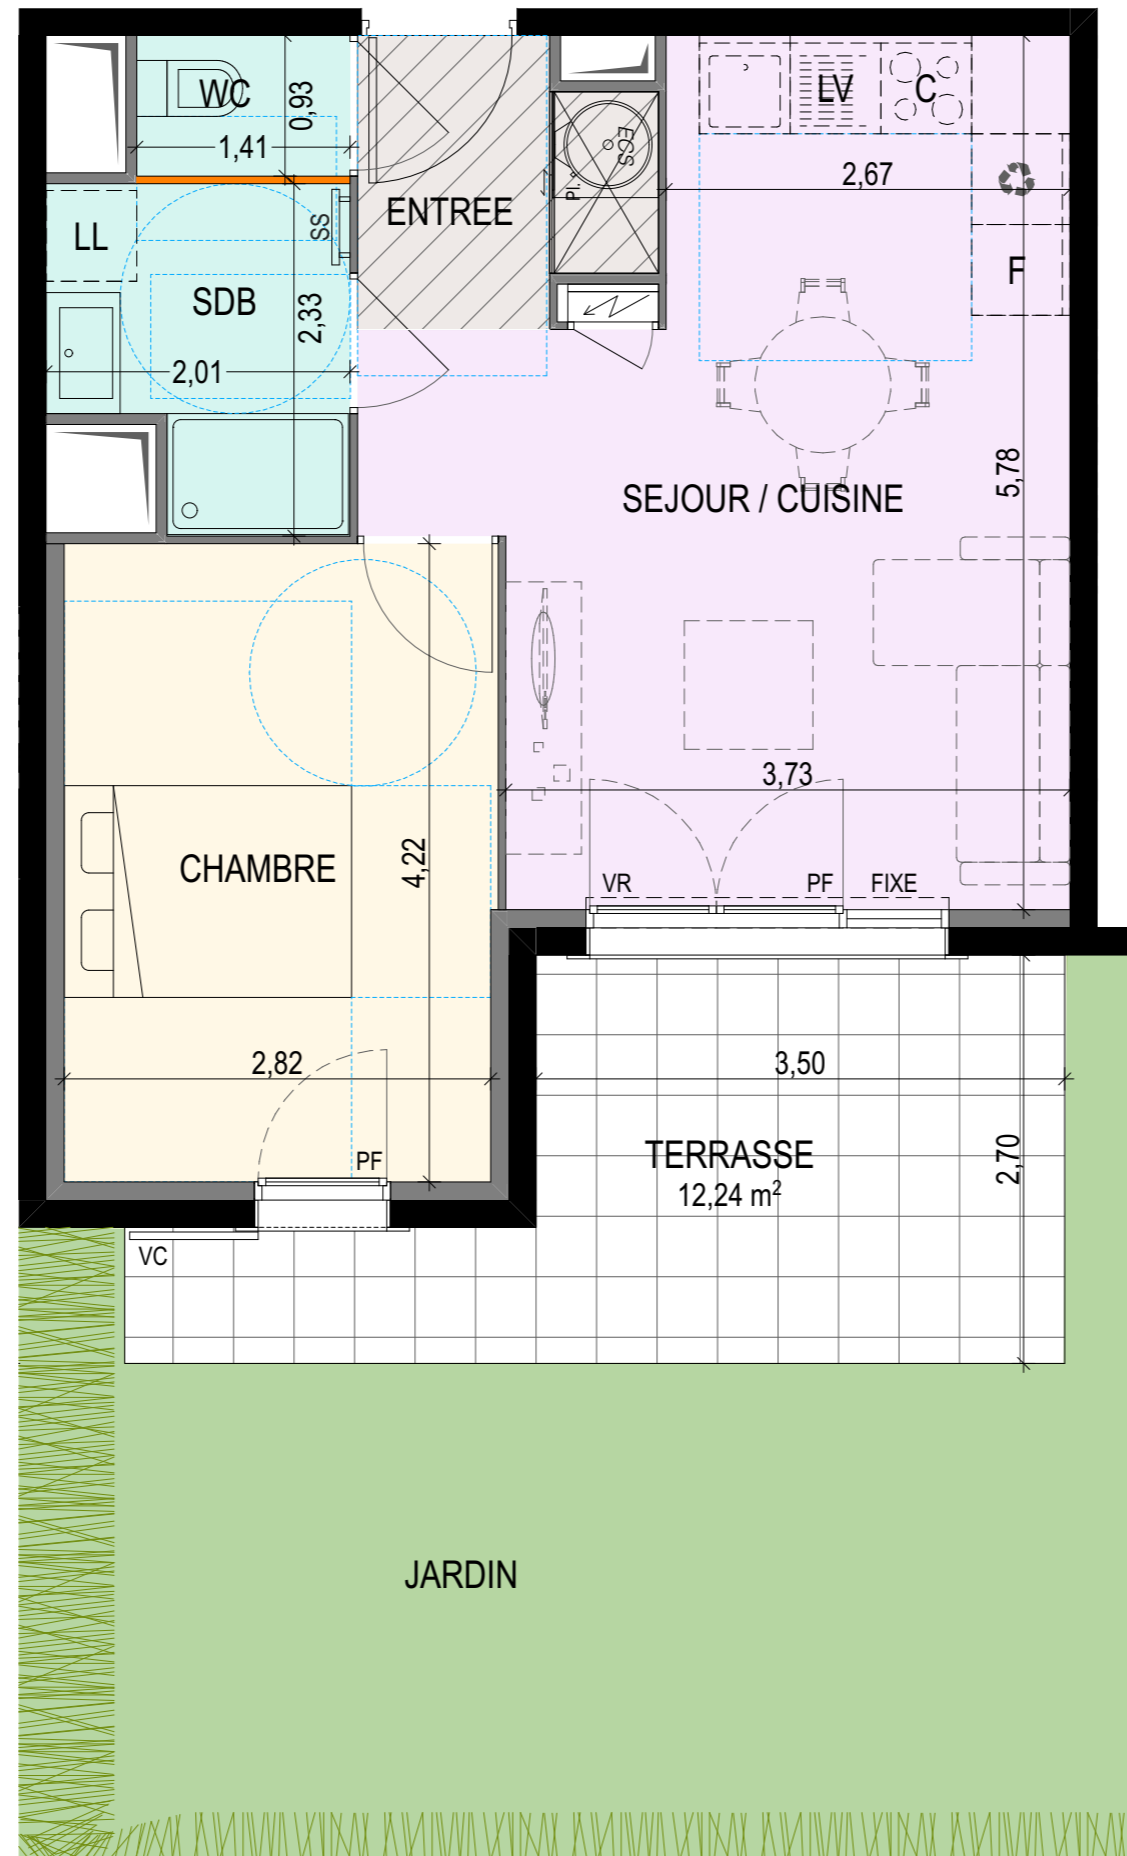 WC
0,93
1,41
ENTREE
ECS
Pl.
LV
C
2,67
LL
SS
SDB
2,33
2,01
F
SEJOUR / CUISINE
5,78
3,73
CHAMBRE
4,22
VR
PF
FIXE
2,82
3,50
PF
TERRASSE
12,24 m²
2,70
VC
JARDIN